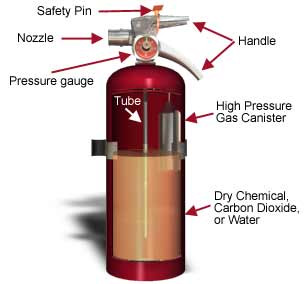 Safety Pin
Nozzle
Handle
Pressure gauge
Tube
High Pressure
Gas Canister
Dry Chemical,
Carbon Dioxide,
or Water